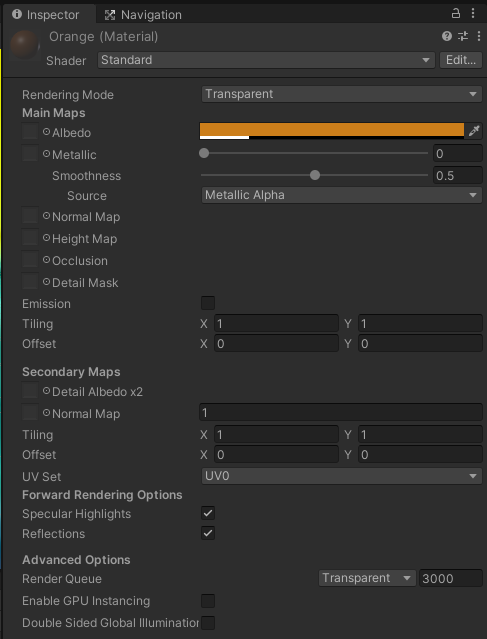 Inspector Navigation
Orange (Material)
Shader Standard Edit...
Rendering Mode Transparent
Main Maps
Albedo
Metallic 0
Smoothness 0.5
Source Metallic Alpha
Normal Map
Height Map
Occlusion
Detail Mask
Emission
Tiling X 1 Y 1
Offset X 0 Y 0
Secondary Maps
Detail Albedo x2
Normal Map 1
Tiling X 1 Y 1
Offset X 0 Y 0
UV Set UV0
Forward Rendering Options
Specular Highlights
Reflections
Advanced Options
Render Queue Transparent 3000
Enable GPU Instancing
Double Sided Global Illumination